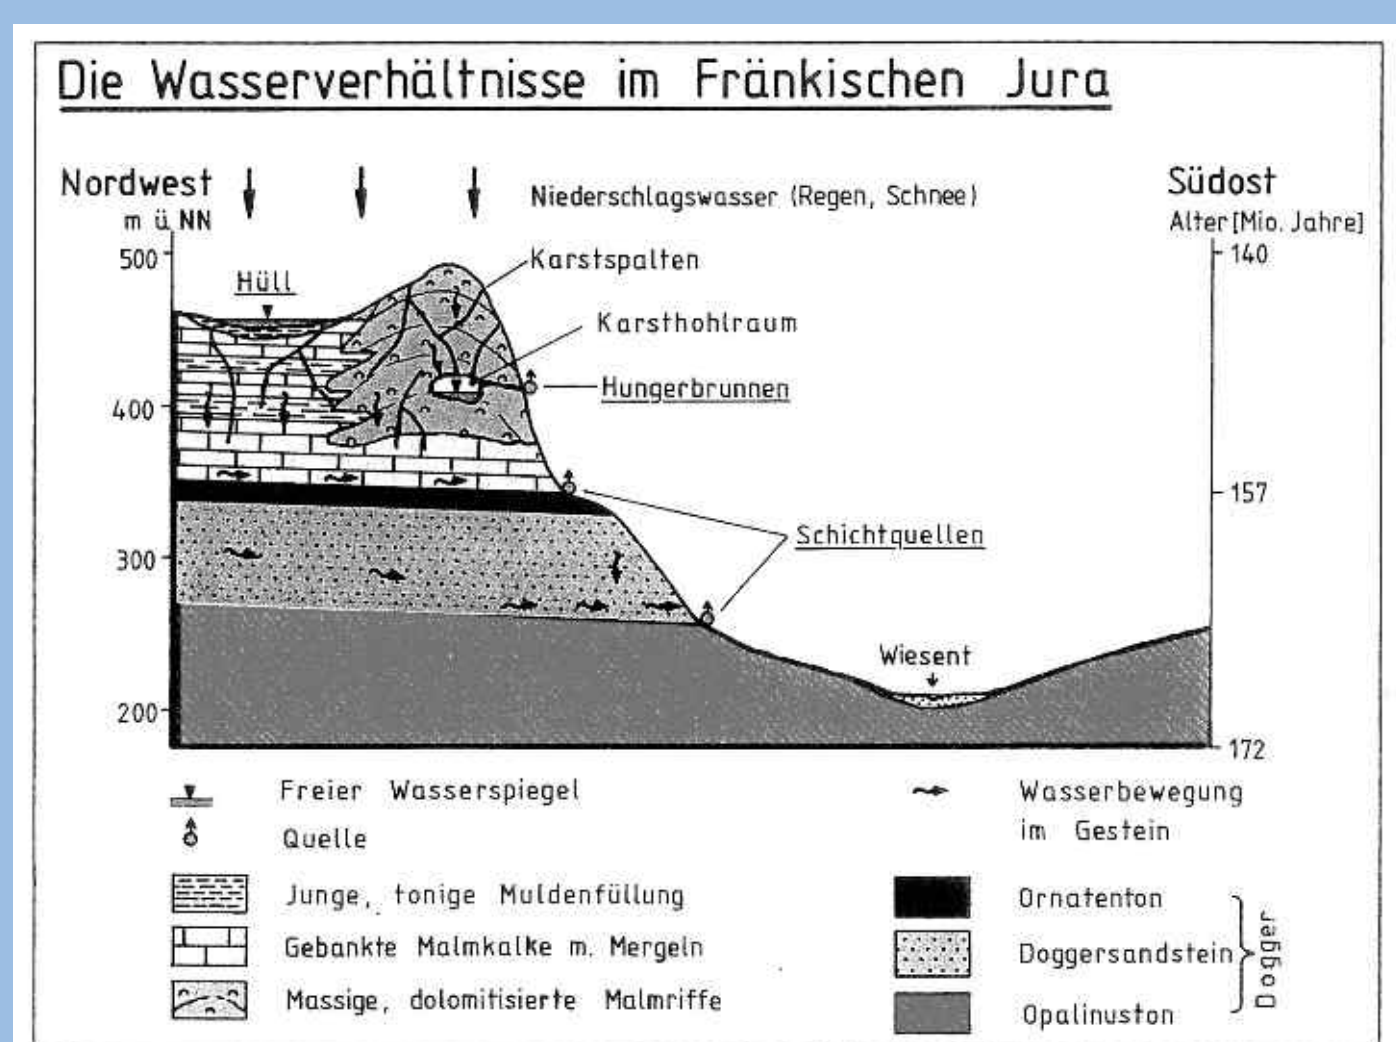 Die Wasserverhältnisse im Fränkischen Jura
Nordwest
m ü. NN
Niederschlagswasser (Regen, Schnee)
Südost
Alter [Mio. Jahre]
500
400
300
200
140
157
172
Hüll
Karstspalten
Karsthohlraum
Hungerbrunnen
Schichtquellen
Wiesent
Freier Wasserspiegel
Quelle
Junge, tonige Muldenfüllung
Gebankte Malmkalke m. Mergeln
Massige, dolomitisierte Malmriffe
Wasserbewegung
im Gestein
Ornatenton
Doggersandstein
Opalinuston
Dogger